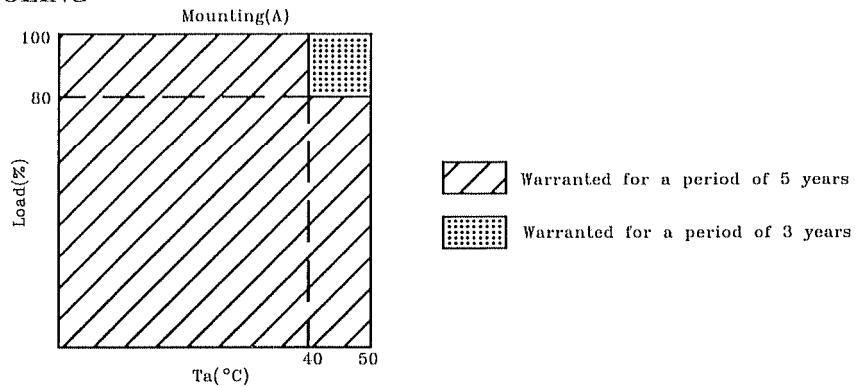 Mounting(A)
100
80
Load(%)
40 50
Ta(°C)
Warranted for a period of 5 years
Warranted for a period of 3 years